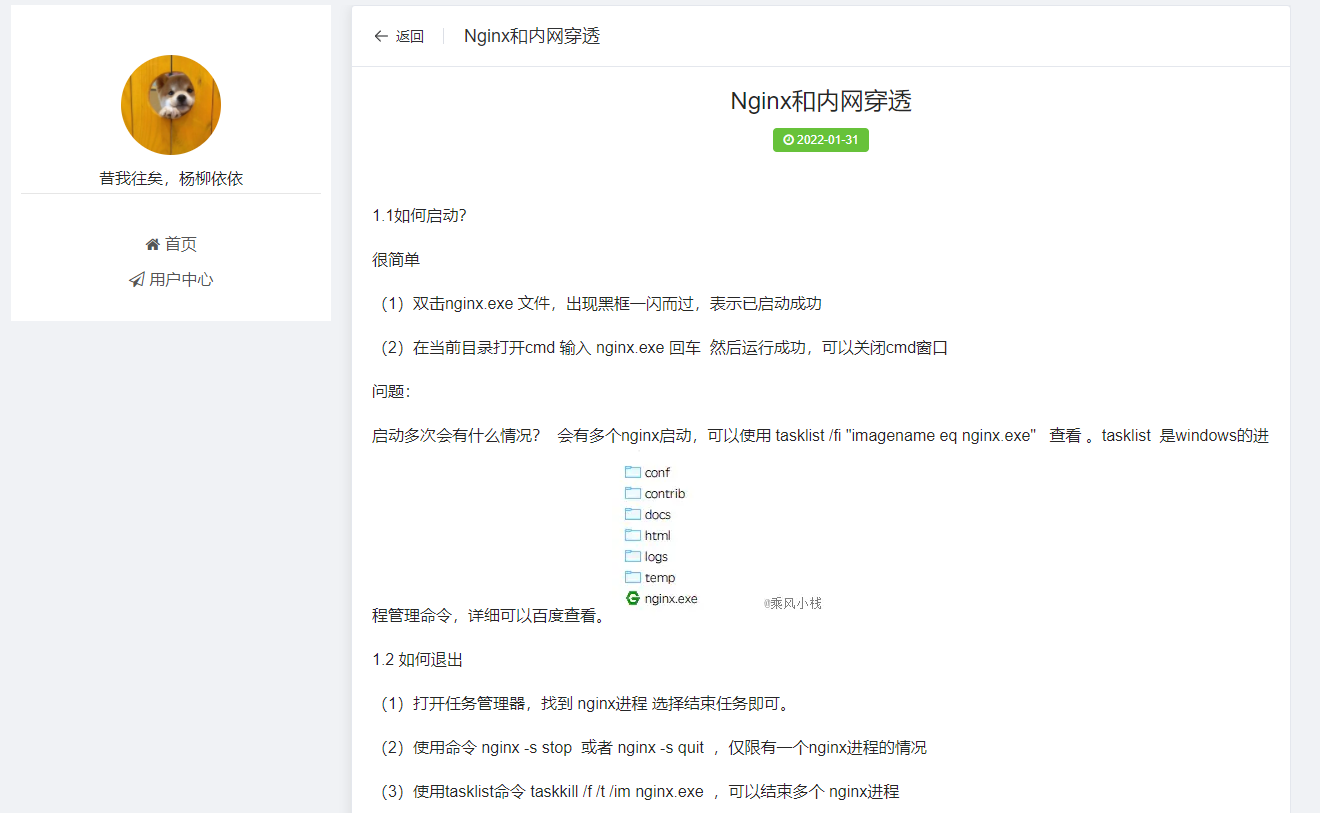 昔我往矣，杨柳依依
首页
用户中心
返回
Nginx和内网穿透
Nginx和内网穿透
2022-01-31
1.1如何启动？
很简单
（1）双击nginx.exe 文件，出现黑框一闪而过，表示已启动成功
（2）在当前目录打开cmd 输入 nginx.exe 回车 然后运行成功，可以关闭cmd窗口
问题：
启动多次会有什么情况？ 会有多个nginx启动，可以使用 tasklist /fi "imagename eq nginx.exe" 查看 。tasklist 是windows的进
conf
contrib
docs
html
logs
temp
nginx.exe
@乘风小栈
程管理命令，详细可以百度查看。
1.2 如何退出
（1）打开任务管理器，找到 nginx进程 选择结束任务即可。
（2）使用命令 nginx -s stop 或者 nginx -s quit ，仅限有一个nginx进程的情况
（3）使用tasklist命令 taskkill /f /t /im nginx.exe ，可以结束多个 nginx进程